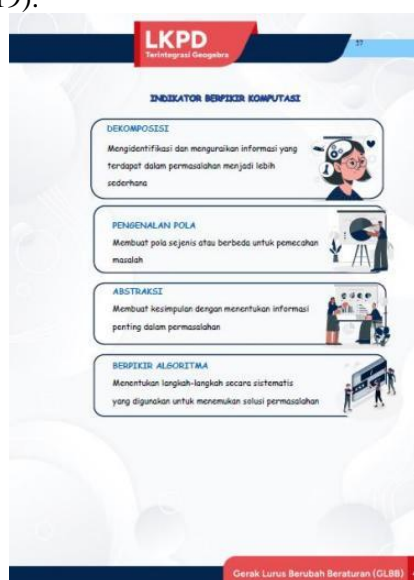 19).
LKPD
Terintegrasi Geogebra
37
INDIKATOR BERPIKIR KOMPUTASI
DEKOMPOSISI
Mengidentifikasi dan menguraikan informasi yang
terdapat dalam permasalahan menjadi lebih
sederhana
PENGENALAN POLA
Membuat pola sejenis atau berbeda untuk pemecahan
masalah
ABSTRAKSI
Membuat kesimpulan dengan menentukan informasi
penting dalam permasalahan
BERPIKIR ALGORITMA
Menentukan langkah-langkah secara sistematis
yang digunakan untuk menemukan solusi permasalahan
Gerak Lurus Berubah Beraturan (GLBB)